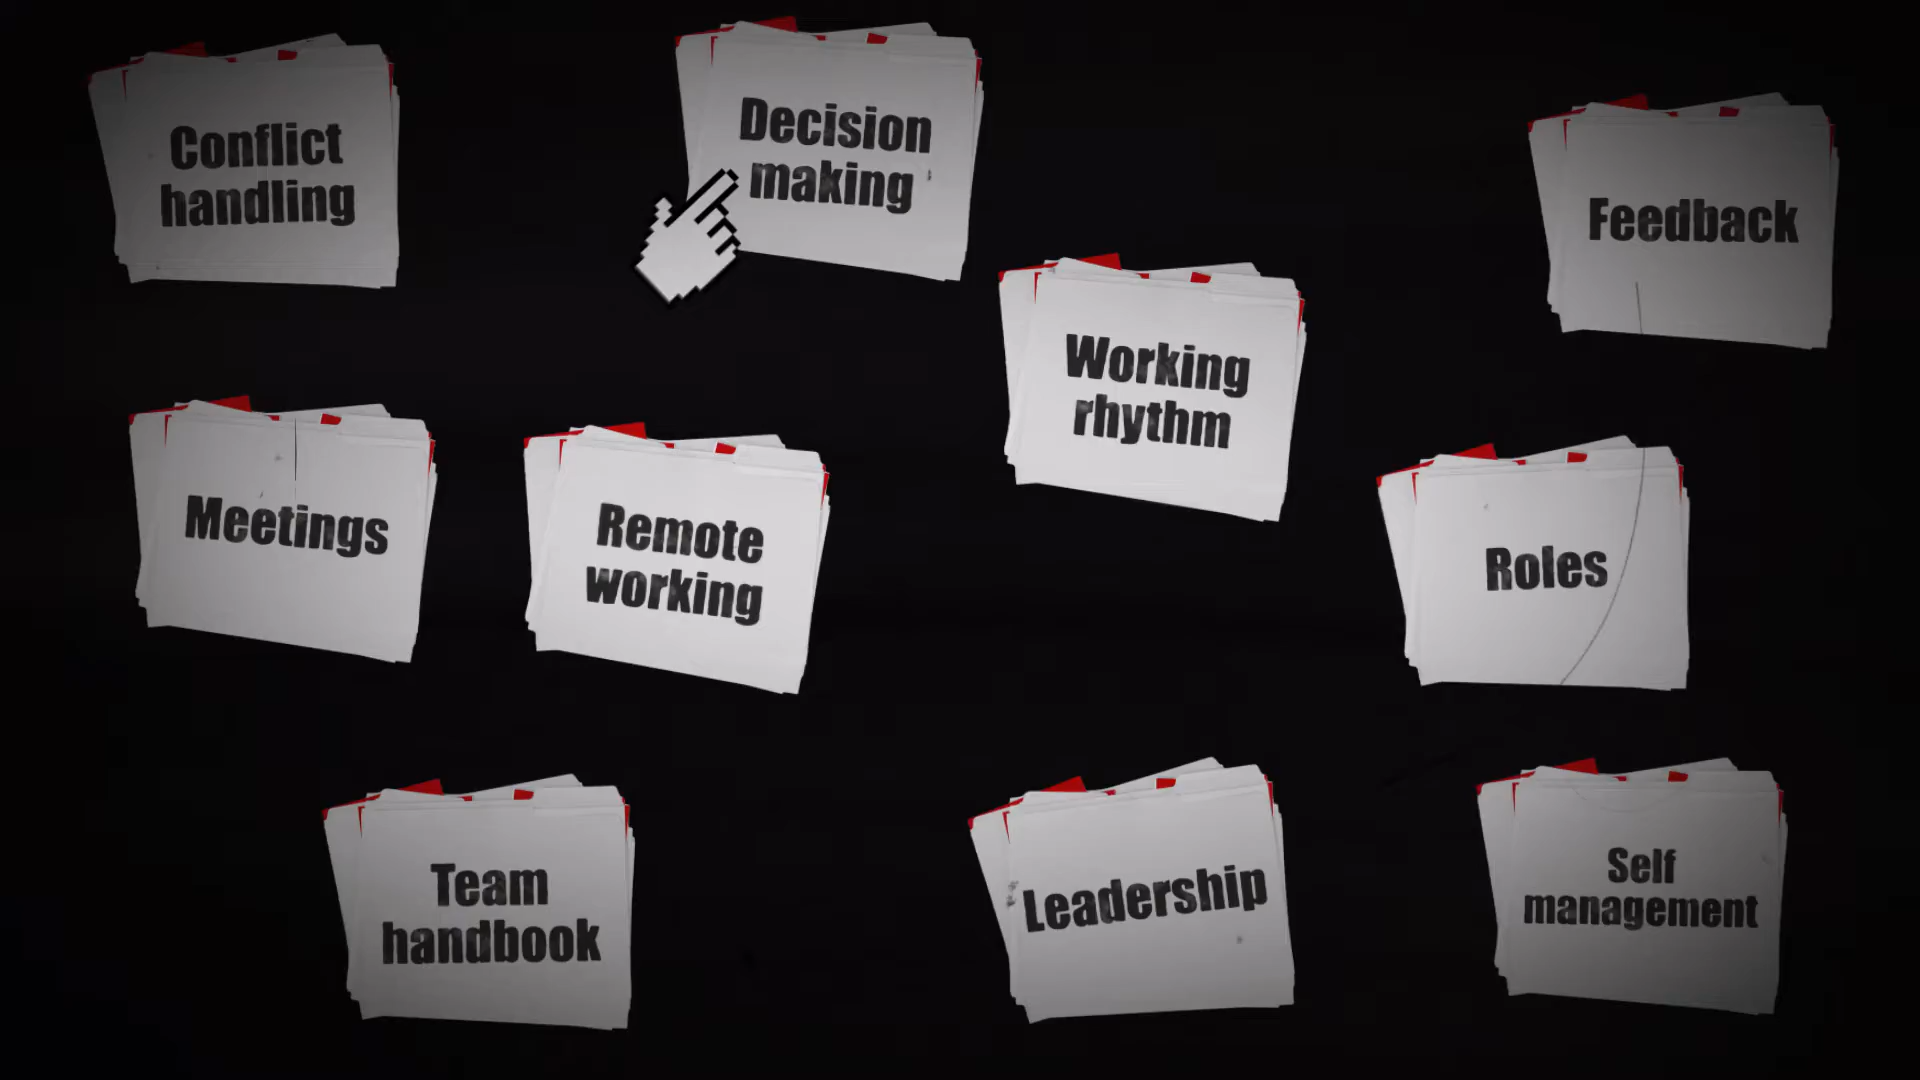 Conflict
handling
Decision
making
Feedback
Working
rhythm
Meetings
Remote
working
Roles
Team
handbook
Leadership
Self
management